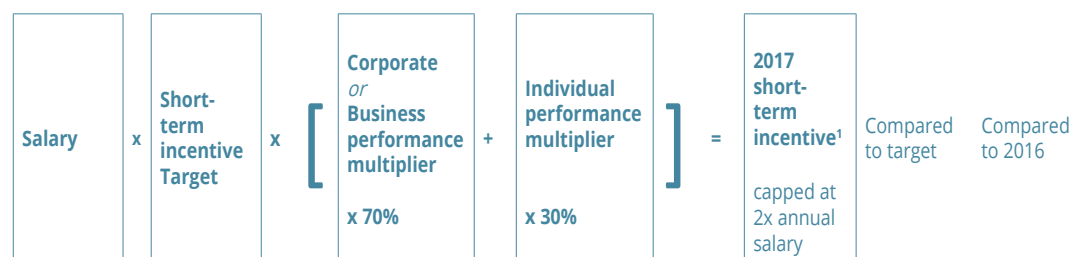 Salary
x
Short-
term
incentive
Target
x
[
Corporate
or
Business
performance
multiplier
x 70%
+
Individual
performance
multiplier
x 30%
]
=
2017
short-
term
incentive¹
capped at
2x annual
salary
Compared
to target
Compared
to 2016